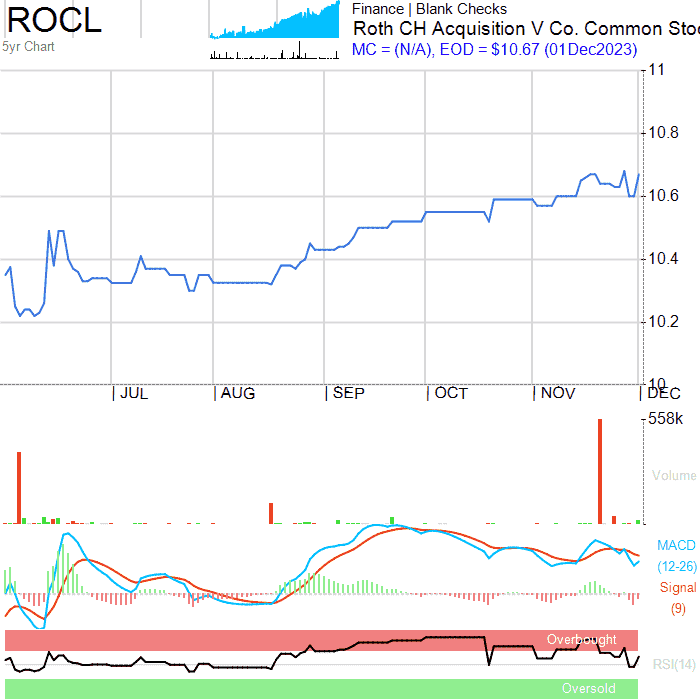 ROCL
5yr Chart
Finance | Blank Checks
Roth CH Acquisition V Co. Common Stoc
MC = (N/A), EOD = $10.67 (01Dec2023)
11
10.8
10.6
10.4
10.2
10
| JUL | AUG | SEP | OCT | NOV | DEC
558k
Volume
MACD
(12-26)
Signal
(9)
Overbought
RSI(14)
Oversold